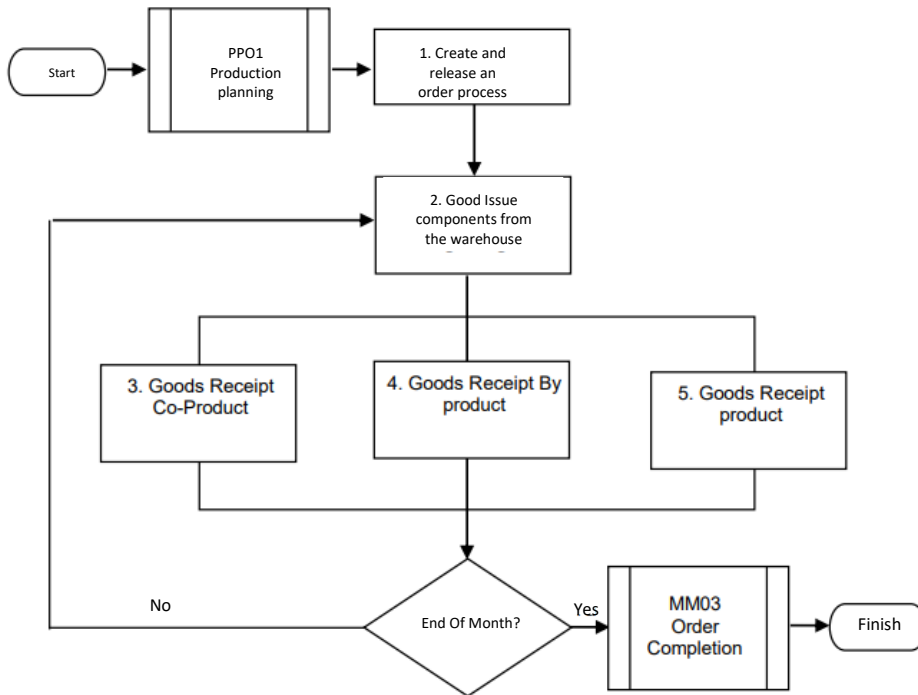 Start
PPO1
Production
planning
1. Create and
release an
order process
2. Good Issue
components from
the warehouse
3. Goods Receipt
Co-Product
4. Goods Receipt By
product
5. Goods Receipt
product
End Of Month?
No
Yes
MM03
Order
Completion
Finish